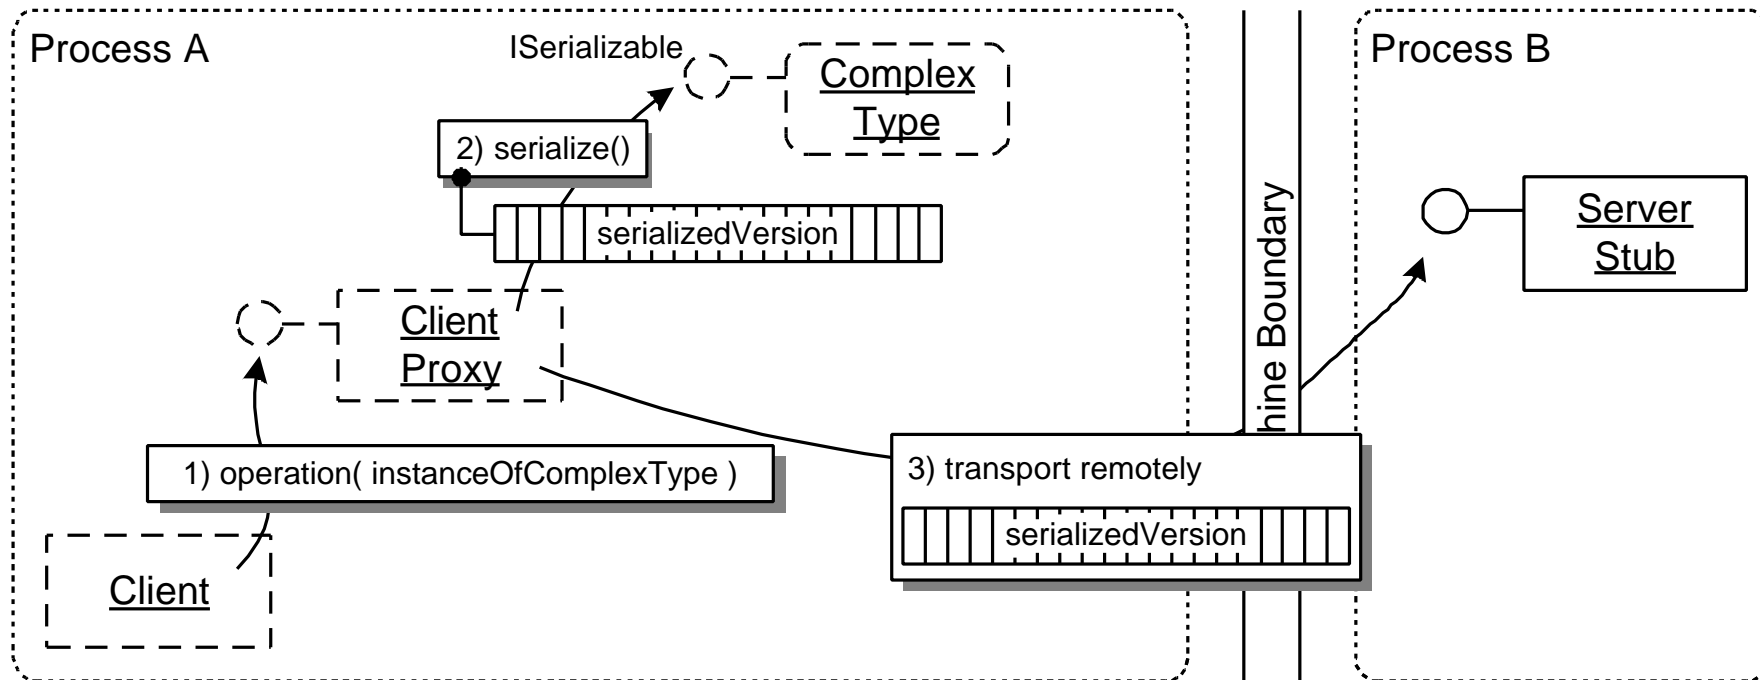 Process A
ISerializable
Complex
Type
2) serialize()
serializedVersion
Client
Proxy
1) operation( instanceOfComplexType )
Client
3) transport remotely
serializedVersion
hine Boundary
Process B
Server
Stub